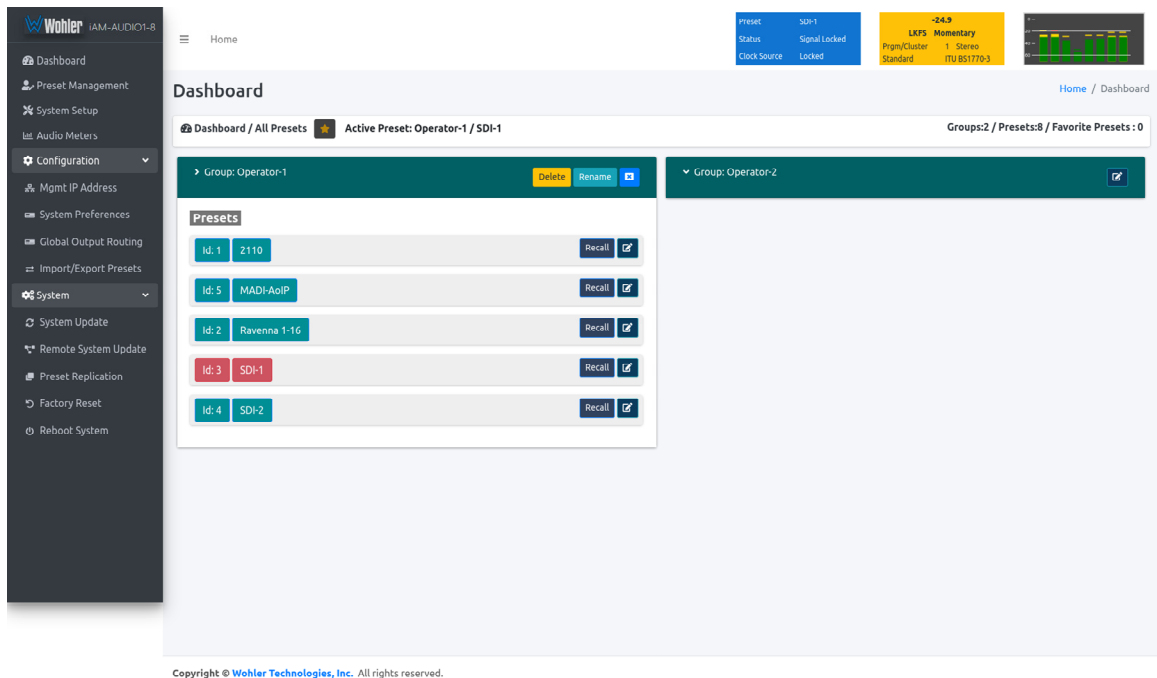 Wohler iAM-AUDIO1-8
Dashboard
Preset Management
System Setup
Audio Meters
Configuration
Mgmt IP Address
System Preferences
Global Output Routing
Import/Export Presets
System
System Update
Remote System Update
Preset Replication
Factory Reset
Reboot System
Home
Preset SDI-1
Status Signal Locked
Clock Source Locked
-24.9
LKFS Momentary
Prgm/Cluster 1 Stereo
Standard ITU BS1770-3
Dashboard
Home / Dashboard
Dashboard / All Presets Active Preset: Operator-1 / SDI-1
Groups:2 / Presets:8 / Favorite Presets : 0
Group: Operator-1 Delete Rename
Presets
Id: 1 2110 Recall
Id: 5 MADI-AoIP Recall
Id: 2 Ravenna 1-16 Recall
Id: 3 SDI-1 Recall
Id: 4 SDI-2 Recall
Group: Operator-2
Copyright © Wohler Technologies, Inc. All rights reserved.